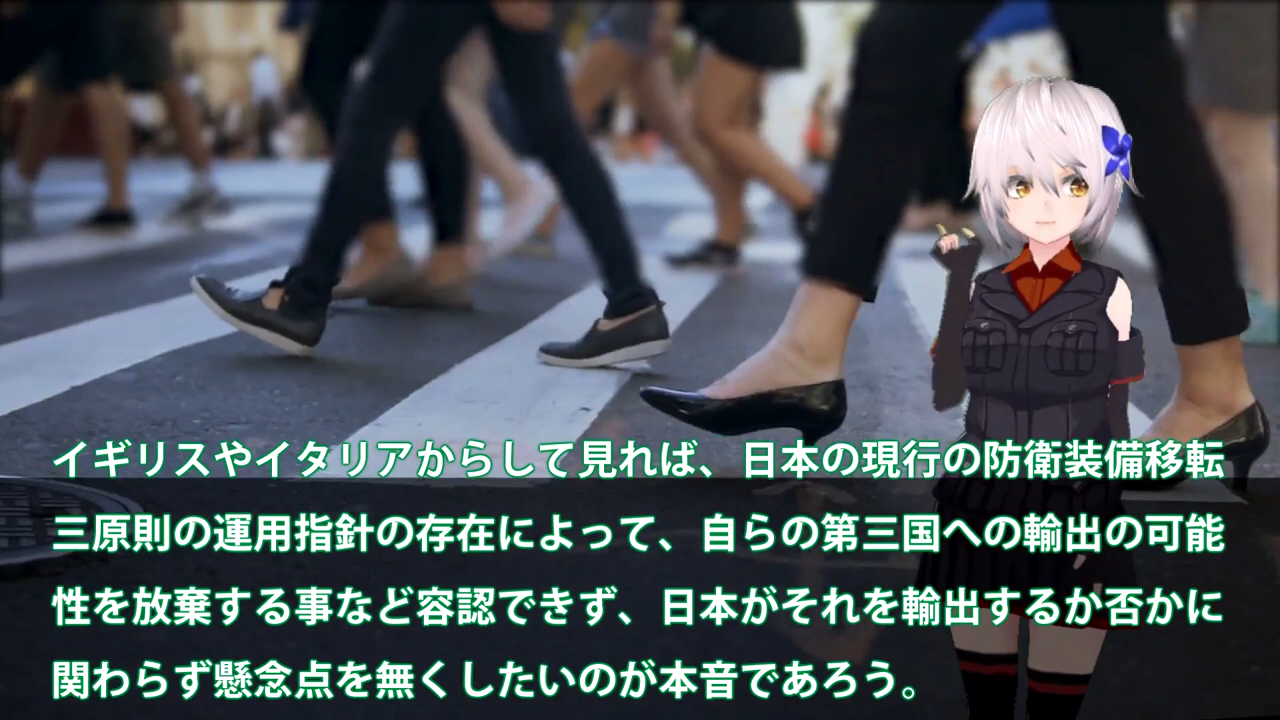 イギリスやイタリアからして見れば、日本の現行の防衛装備移転
三原則の運用指針の存在によって、自らの第三国への輸出の可能
性を放棄する事など容認できず、日本がそれを輸出するか否かに
関わらず懸念点を無くしたいのが本音であろう。